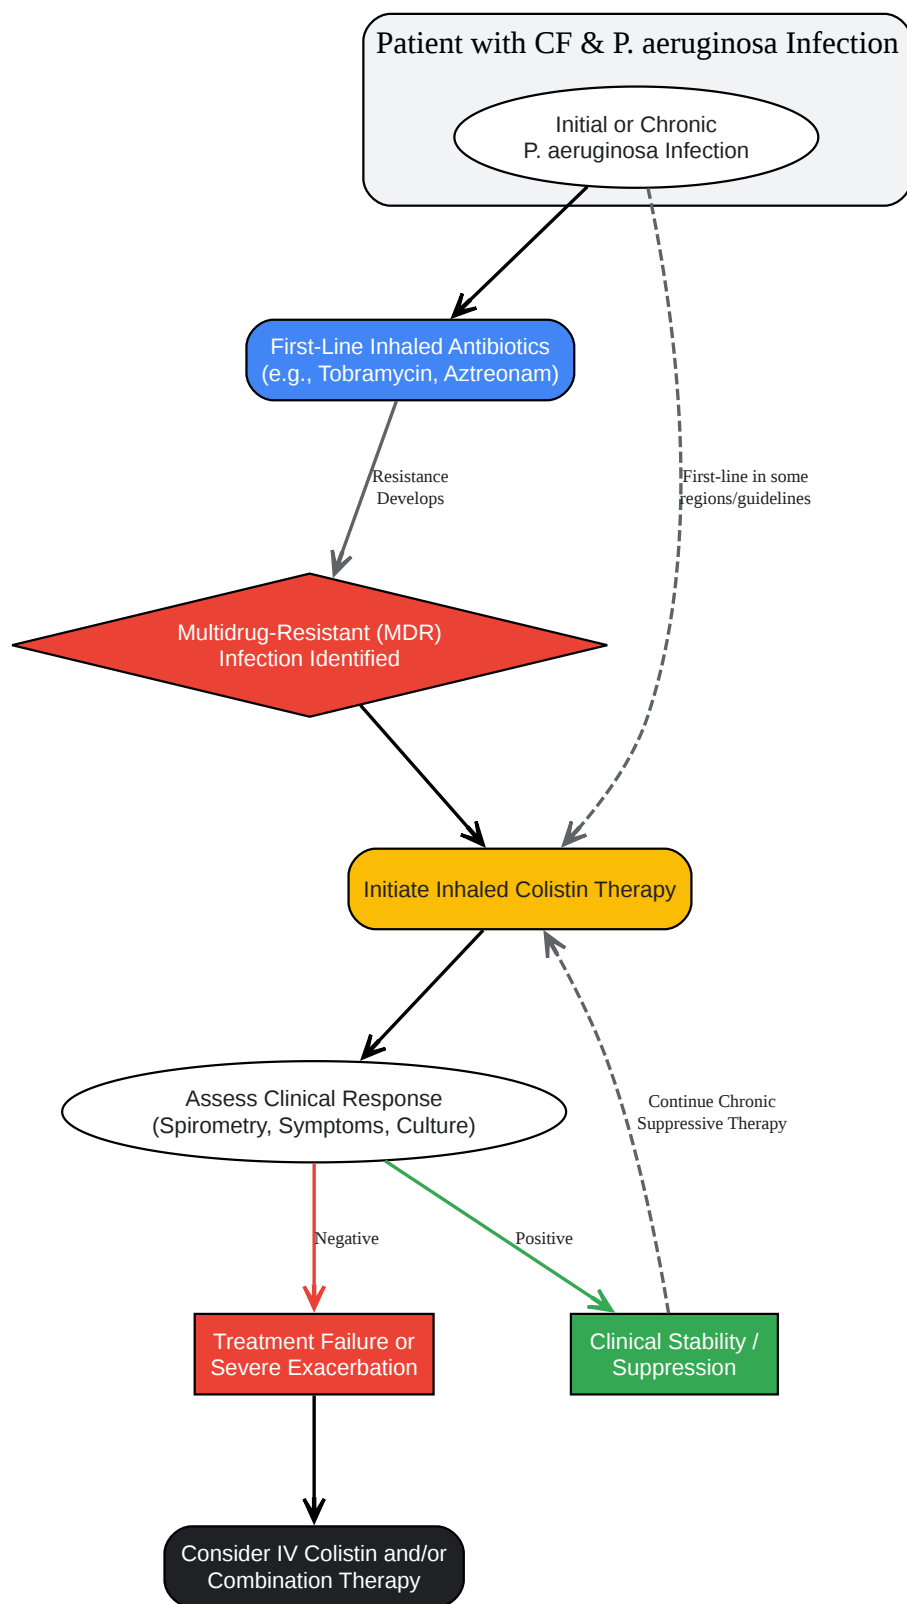 Patient with CF & P. aeruginosa Infection
Initial or Chronic
P. aeruginosa Infection
First-Line Inhaled Antibiotics
(e.g., Tobramycin, Aztreonam)
Resistance
Develops
First-line in some
regions/guidelines
Multidrug-Resistant (MDR)
Infection Identified
Initiate Inhaled Colistin Therapy
Assess Clinical Response
(Spirometry, Symptoms, Culture)
Continue Chronic
Suppressive Therapy
Negative
Positive
Treatment Failure or
Severe Exacerbation
Clinical Stability /
Suppression
Consider IV Colistin and/or
Combination Therapy